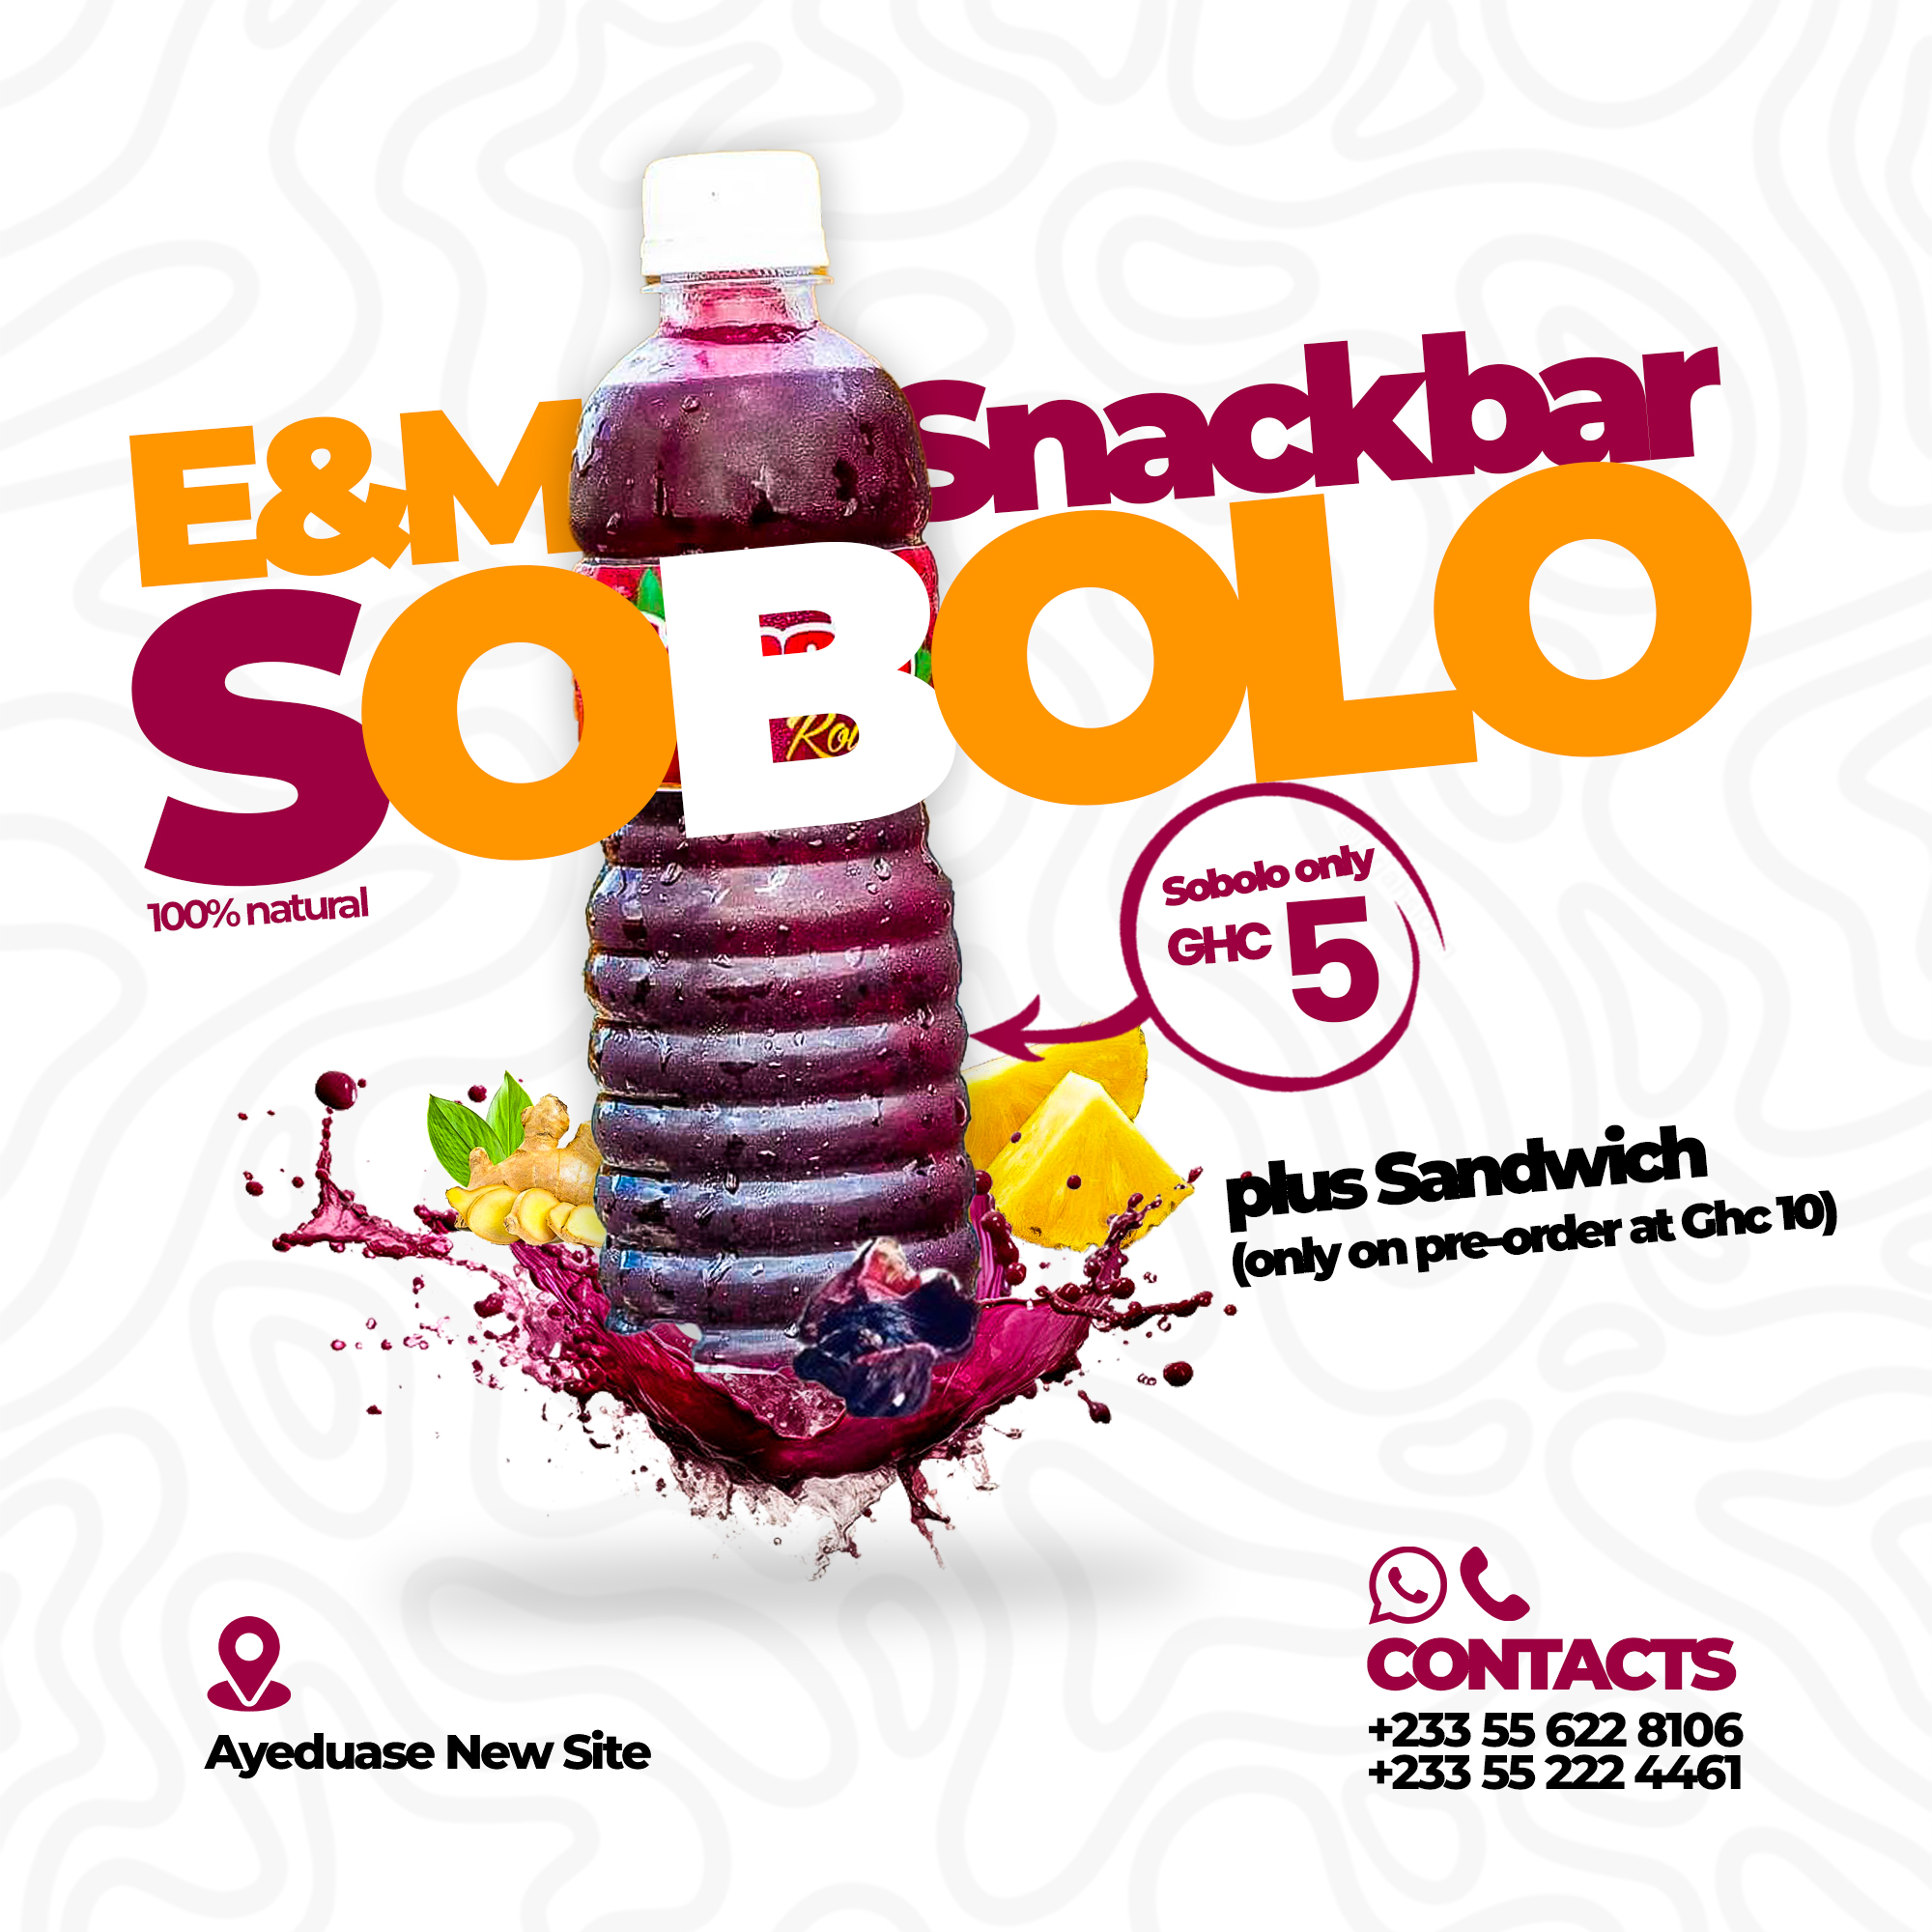 E&M snackbar
SOBOLO
100% natural
Sobolo only
GHC 5
plus Sandwich
(only on pre-order at Ghc 10)
Ayeduase New Site
CONTACTS
+233 55 622 8106
+233 55 222 4461